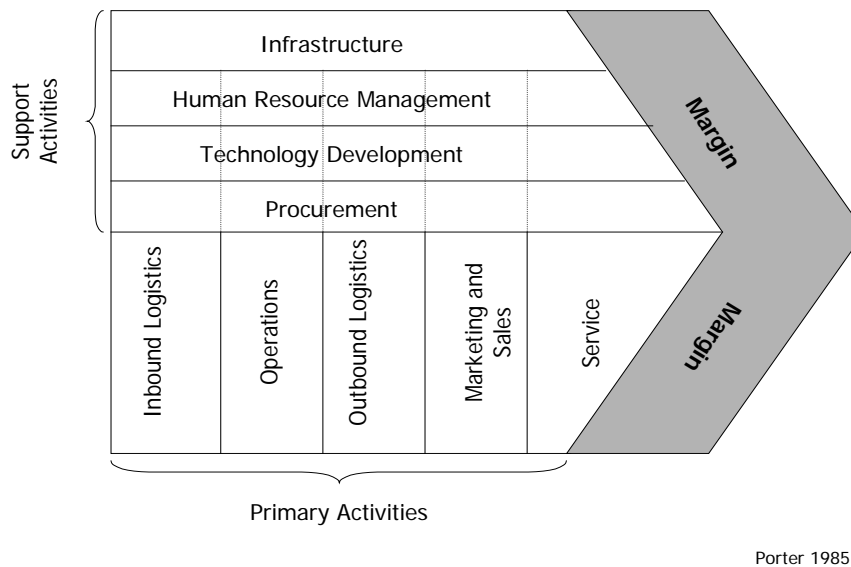 Support
Activities
Infrastructure
Human Resource Management
Technology Development
Procurement
Margin
Inbound Logistics
Operations
Outbound Logistics
Marketing and
Sales
Service
Margin
Primary Activities
Porter 1985